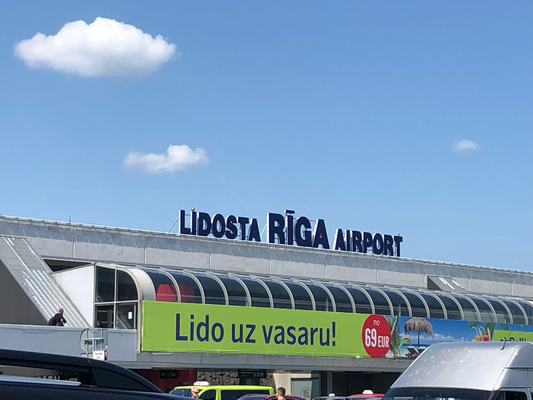 LIDOSTA RĪGA AIRPORT
Lido uz vasaru!
no
69 EUR